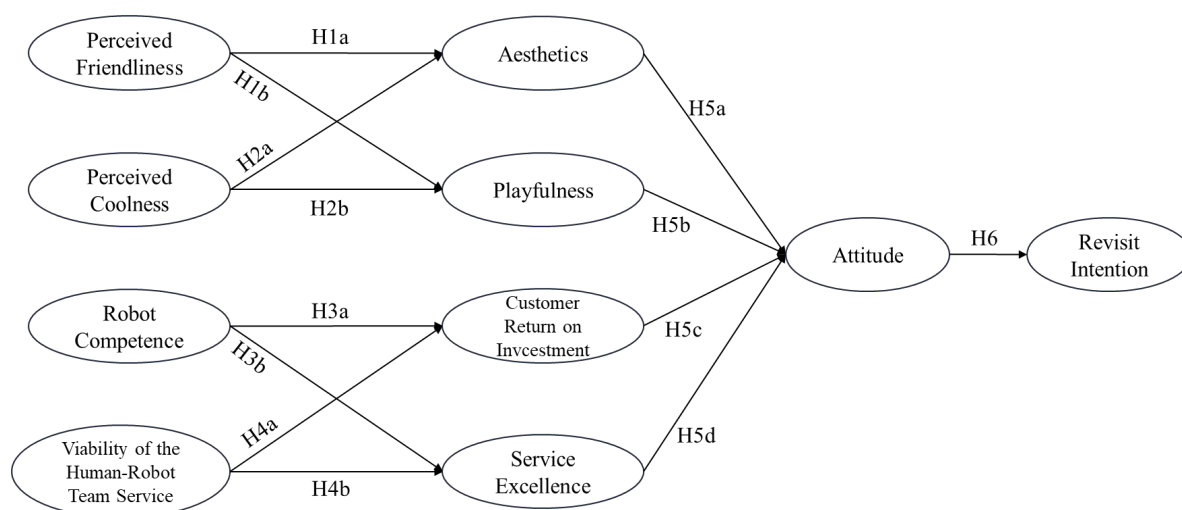 Perceived
Friendliness
H1a
Aesthetics
H1b
H5a
H2a
Perceived
Coolness
H2b
Playfulness
H5b
Attitude
H6
Revisit
Intention
Robot
Competence
H3a
Customer
Return on
Invcestment
H5c
H3b
H4a
H5d
Viability of the
Human-Robot
Team Service
H4b
Service
Excellence